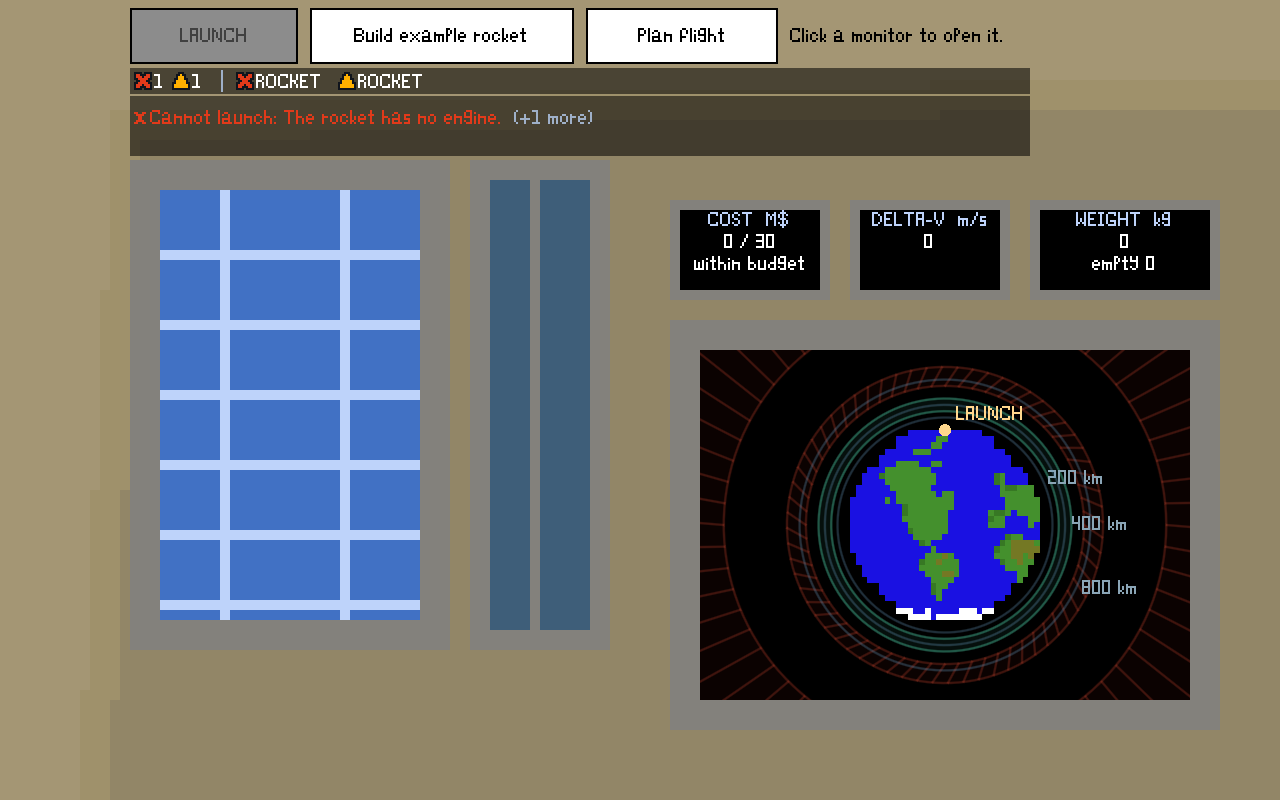 LAUNCH
Build example rocket
Plan flight
Click a monitor to open it.
1 1 | ROCKET ROCKET
Cannot launch: The rocket has no engine. (+1 more)
COST M$
0 / 30
within budget
DELTA-V m/s
0
WEIGHT kg
0
empty 0
LAUNCH
200 km
400 km
800 km